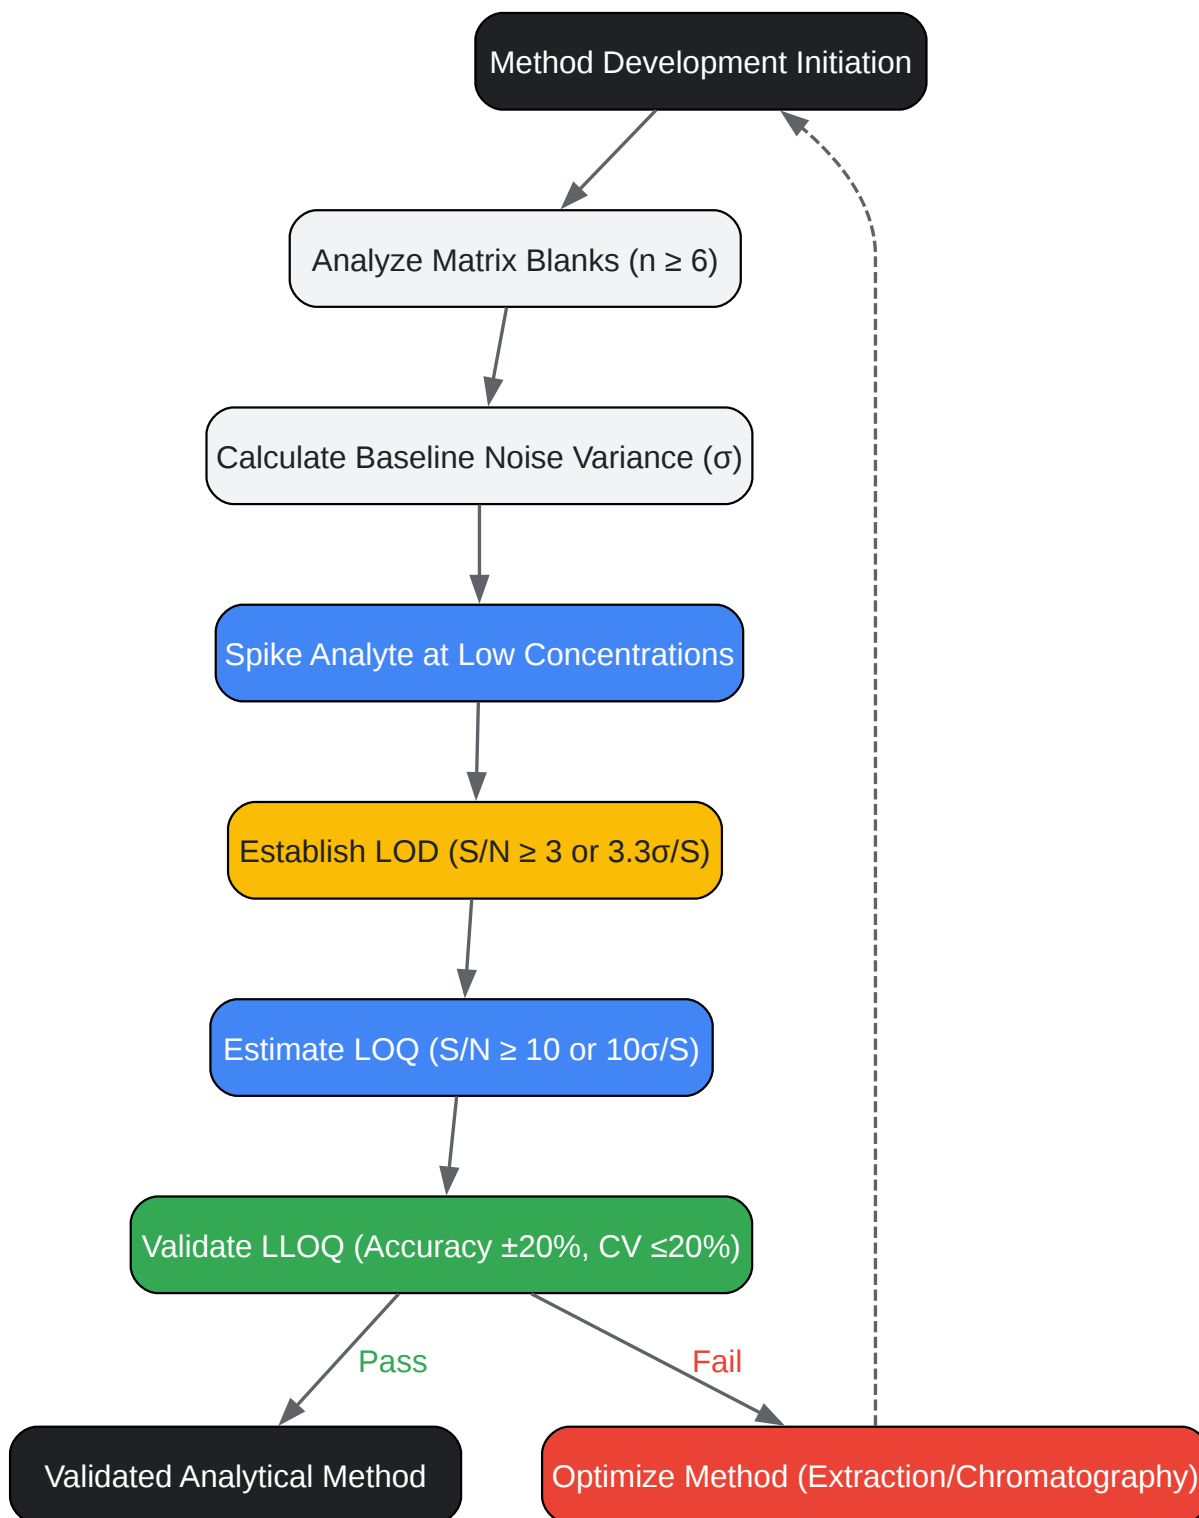 Method Development Initiation
Analyze Matrix Blanks (n ≥ 6)
Calculate Baseline Noise Variance (σ)
Spike Analyte at Low Concentrations
Establish LOD (S/N ≥ 3 or 3.3σ/S)
Estimate LOQ (S/N ≥ 10 or 10σ/S)
Validate LLOQ (Accuracy ±20%, CV ≤20%)
Pass
Fail
Validated Analytical Method
Optimize Method (Extraction/Chromatography)